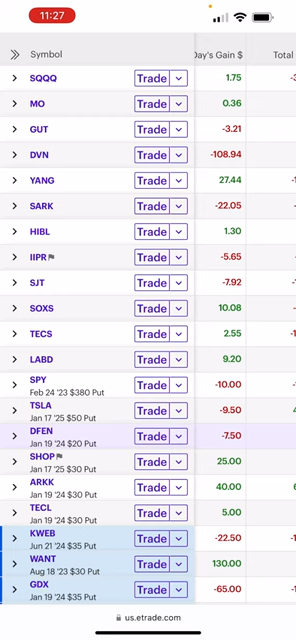 11:27
Symbol Day's Gain $ Total
SQQQ Trade 1.75
MO Trade 0.36
GUT Trade -3.21
DVN Trade -108.94
YANG Trade 27.44
SARK Trade -22.05
HIBL Trade 1.30
IIPR Trade -5.65
SJT Trade -7.92
SOXS Trade 10.08
TECS Trade 2.55
LABD Trade 9.20
SPY Trade -10.00
Feb 24 '23 $380 Put
TSLA Trade -9.50
Jan 17 '25 $50 Put
DFEN Trade -7.50
Jan 19 '24 $20 Put
SHOP Trade 25.00
Jan 17 '25 $30 Put
ARKK Trade 40.00
Jan 19 '24 $30 Put
TECL Trade 5.00
Jan 19 '24 $30 Put
KWEB Trade -22.50
Jun 21 '24 $35 Put
WANT Trade 130.00
Aug 18 '23 $30 Put
GDX Trade -65.00
Jan 19 '24 $35 Put
us.etrade.com